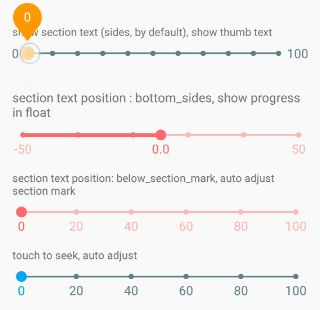 0
show section text (sides, by default), show thumb text
0 100
section text position : bottom_sides, show progress
in float
-50 0.0 50
section text position: below_section_mark, auto adjust
section mark
0 20 40 60 80 100
touch to seek, auto adjust
0 20 40 60 80 100